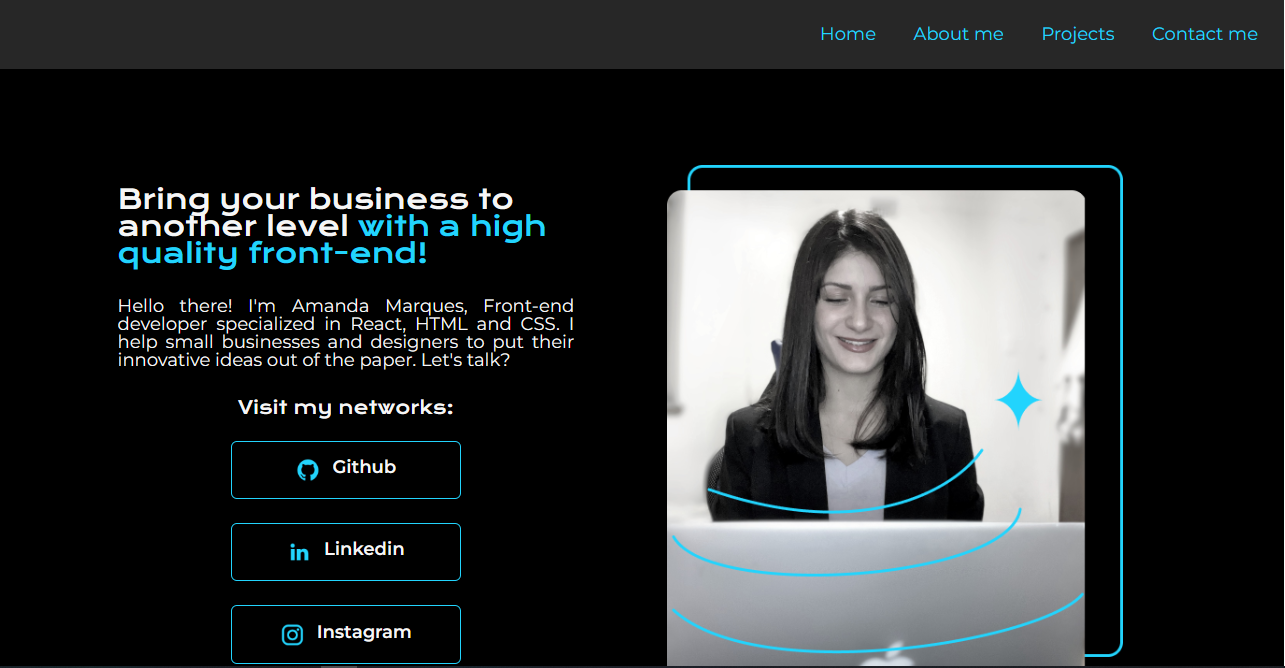 Home About me Projects Contact me
Bring your business to
another level with a high
quality front-end!
Hello there! I'm Amanda Marques, Front-end
developer specialized in React, HTML and CSS. I
help small businesses and designers to put their
innovative ideas out of the paper. Let's talk?
Visit my networks:
Github
in Linkedin
Instagram